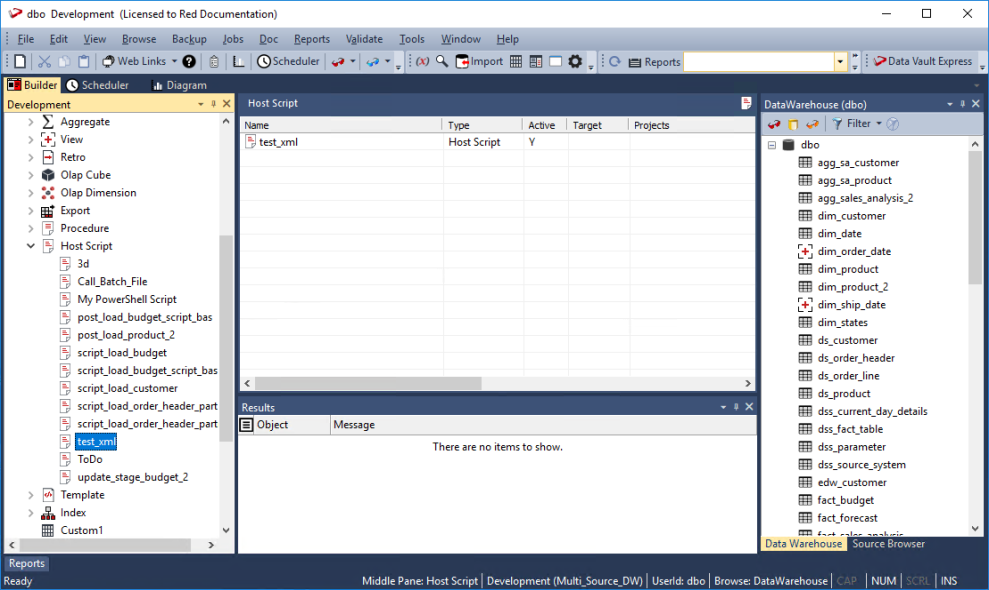 dbo Development (Licensed to Red Documentation)
File Edit View Browse Backup Jobs Doc Reports Validate Tools Window Help
Web Links Scheduler (x) Import Reports Data Vault Express
Builder Scheduler Diagram
Development
Aggregate
View
Retro
Olap Cube
Olap Dimension
Export
Procedure
Host Script
3d
Call_Batch_File
My PowerShell Script
post_load_budget_script_bas
post_load_product_2
script_load_budget
script_load_budget_script_bas
script_load_customer
script_load_order_header_part
script_load_order_header_part
test_xml
ToDo
update_stage_budget_2
Template
Index
Custom1
Host Script
Name Type Active Target Projects
test_xml Host Script Y
Results
Object Message
There are no items to show.
DataWarehouse (dbo)
Filter
dbo
agg_sa_customer
agg_sa_product
agg_sales_analysis_2
dim_customer
dim_date
dim_order_date
dim_product
dim_product_2
dim_ship_date
dim_states
ds_customer
ds_order_header
ds_order_line
ds_product
dss_current_day_details
dss_fact_table
dss_parameter
dss_source_system
edw_customer
fact_budget
fact_forecast
fact_sales_analysis
Data Warehouse Source Browser
Reports
Ready Middle Pane: Host Script Development (Multi_Source_DW) UserId: dbo Browse: DataWarehouse CAP NUM SCRL INS